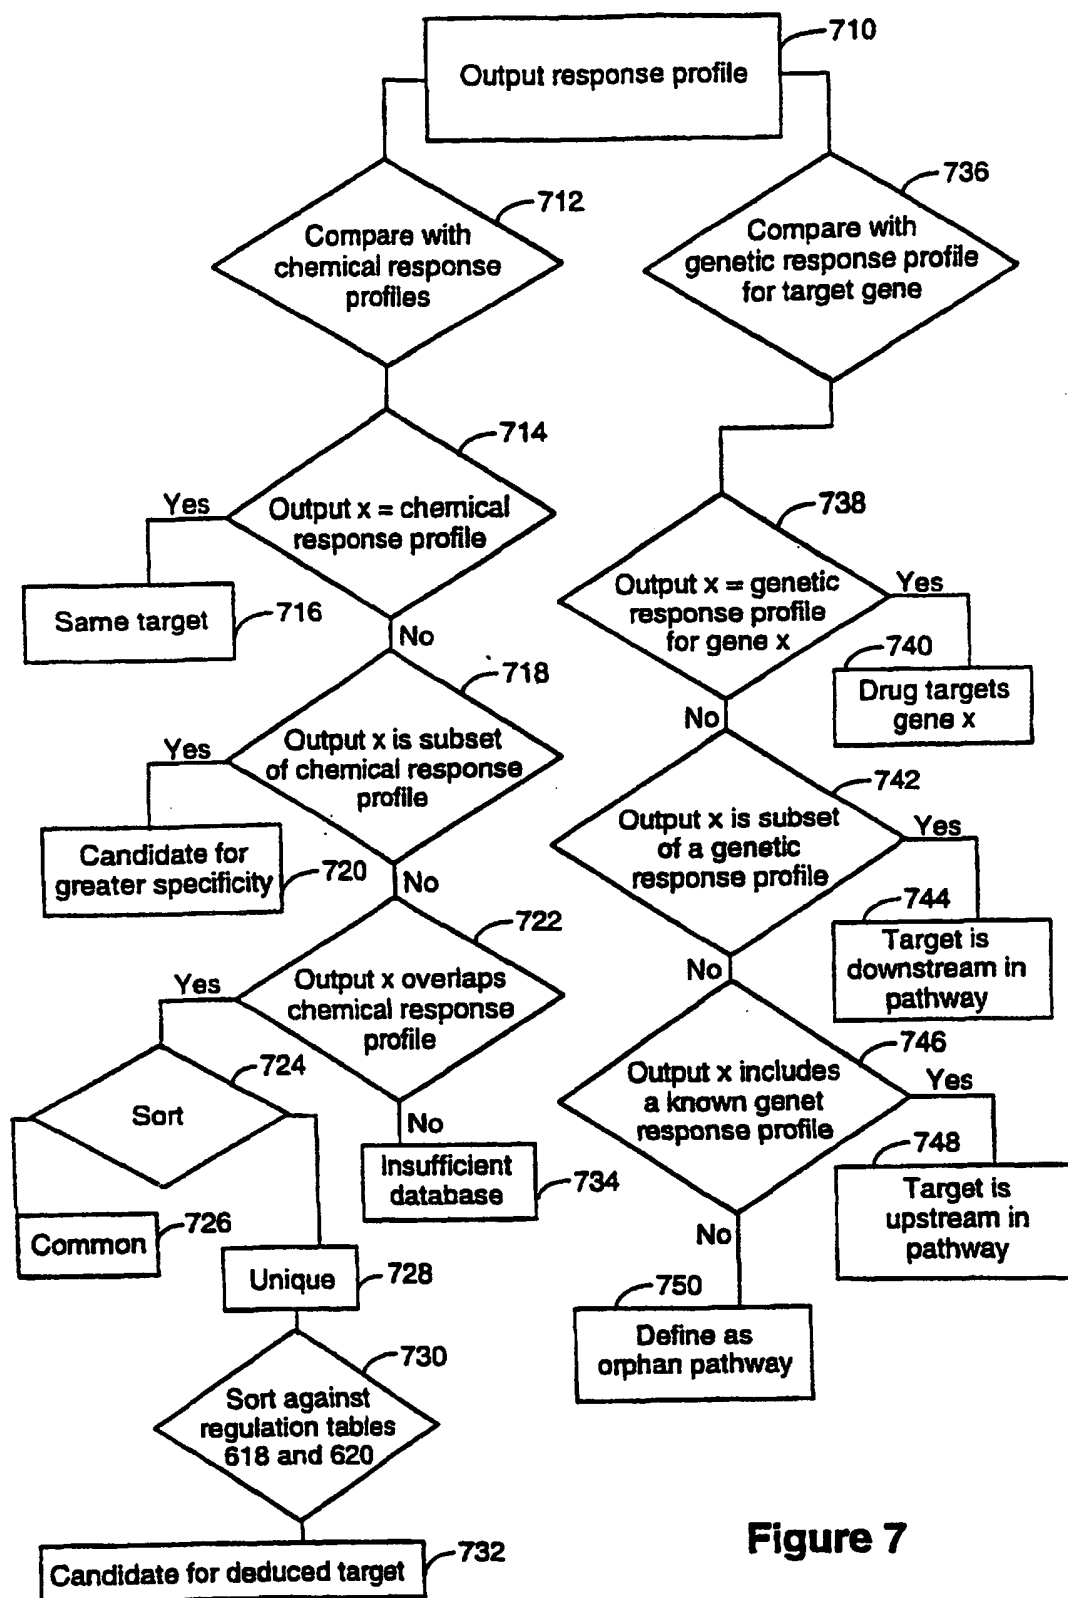 710
Output response profile
712
Compare with
chemical response
profiles
736
Compare with
genetic response profile
for target gene
714
Output x = chemical
response profile
Yes
716
Same target
No
718
Output x is subset
of chemical response
profile
Yes
Candidate for
greater specificity
720
No
722
Output x overlaps
chemical response
profile
Yes
724
Sort
No
Insufficient
database
734
726
Common
Unique
728
730
Sort against
regulation tables
618 and 620
Candidate for deduced target
732
738
Output x = genetic
response profile
for gene x
Yes
740
Drug targets
gene x
No
742
Output x is subset
of a genetic
response profile
Yes
744
Target is
downstream in
pathway
No
746
Output x includes
a known genet
response profile
Yes
748
Target is
upstream in
pathway
No
750
Define as
orphan pathway
Figure 7